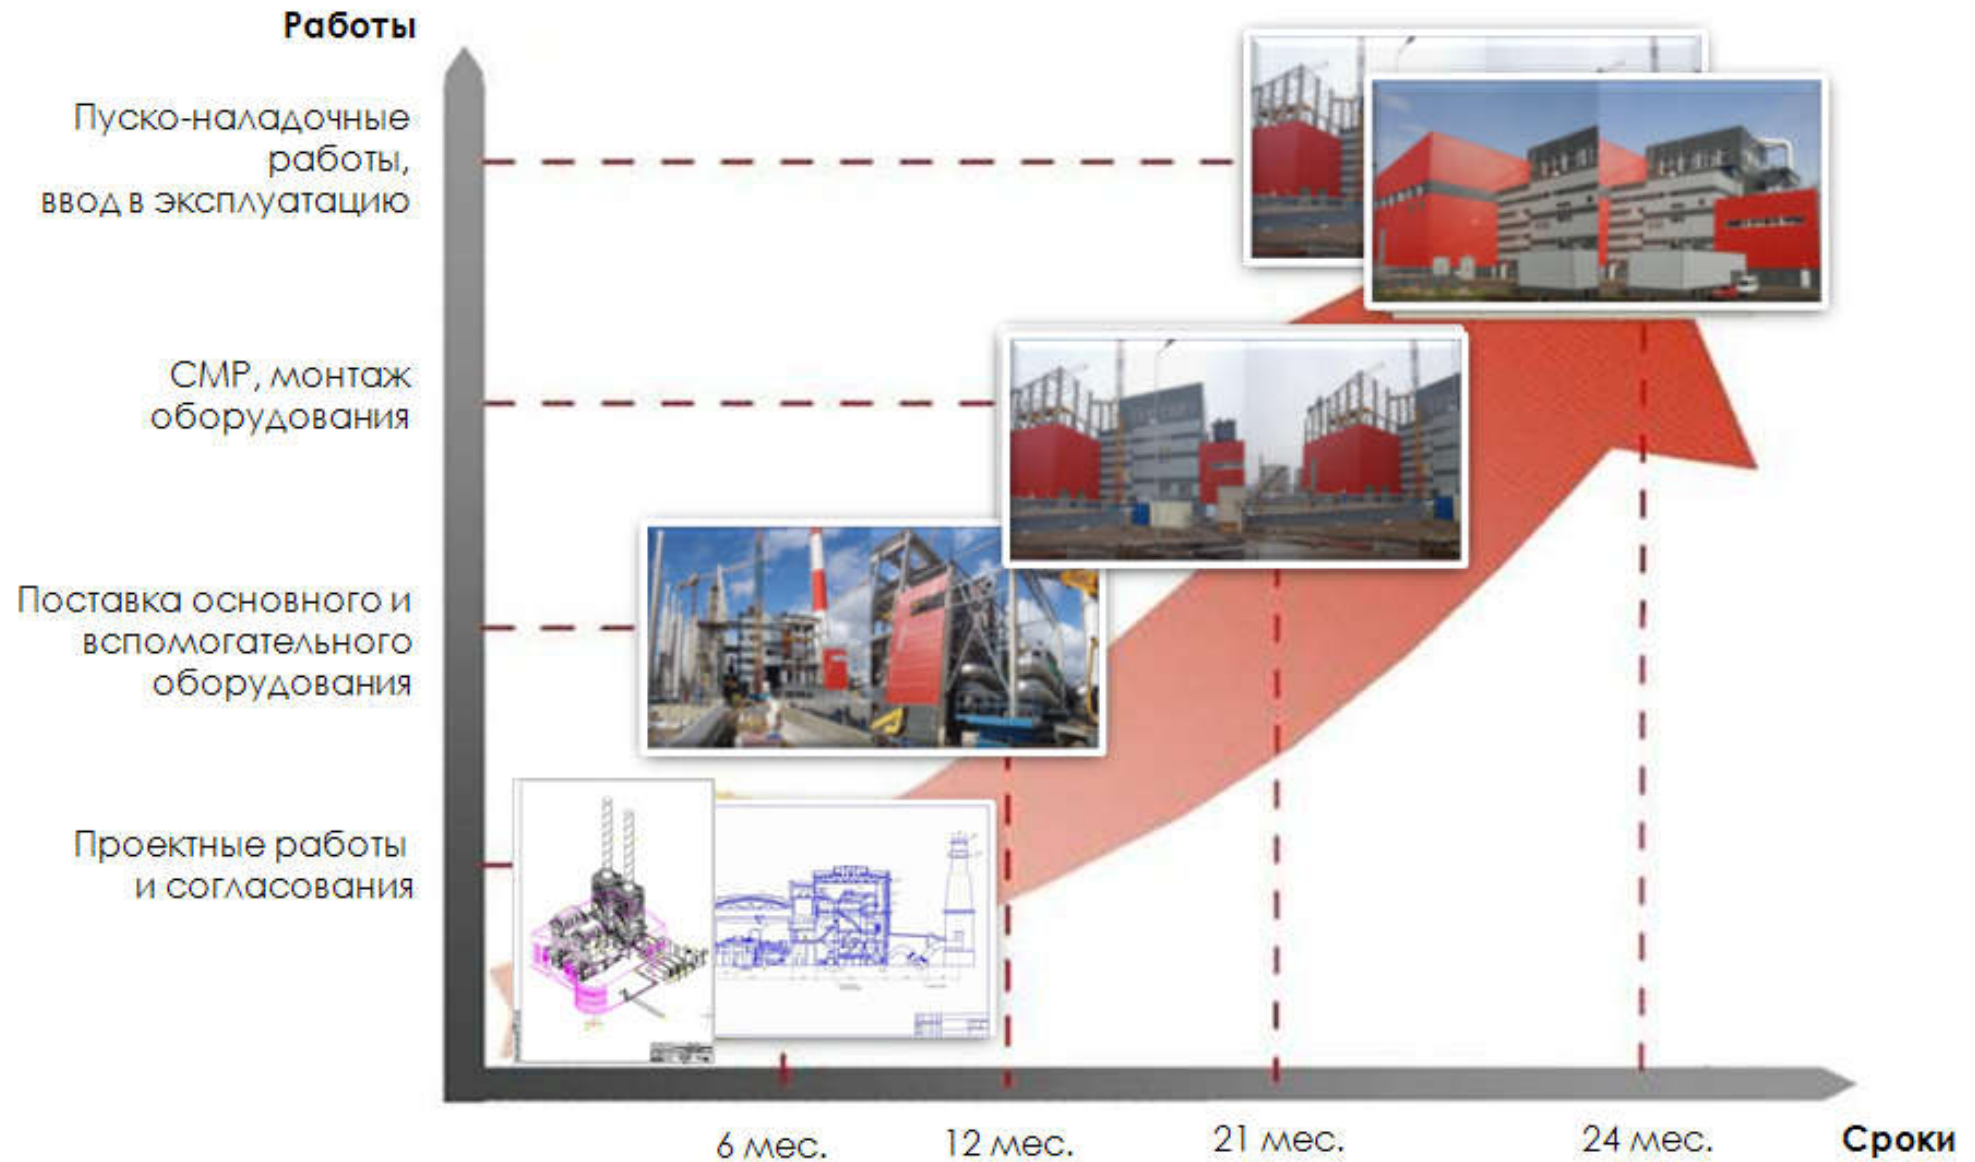 Работы
Пуско-наладочные
работы,
ввод в эксплуатацию
СМР, монтаж
оборудования
Поставка основного и
вспомогательного
оборудования
Проектные работы
и согласования
6 мес.
12 мес.
21 мес.
24 мес.
Сроки